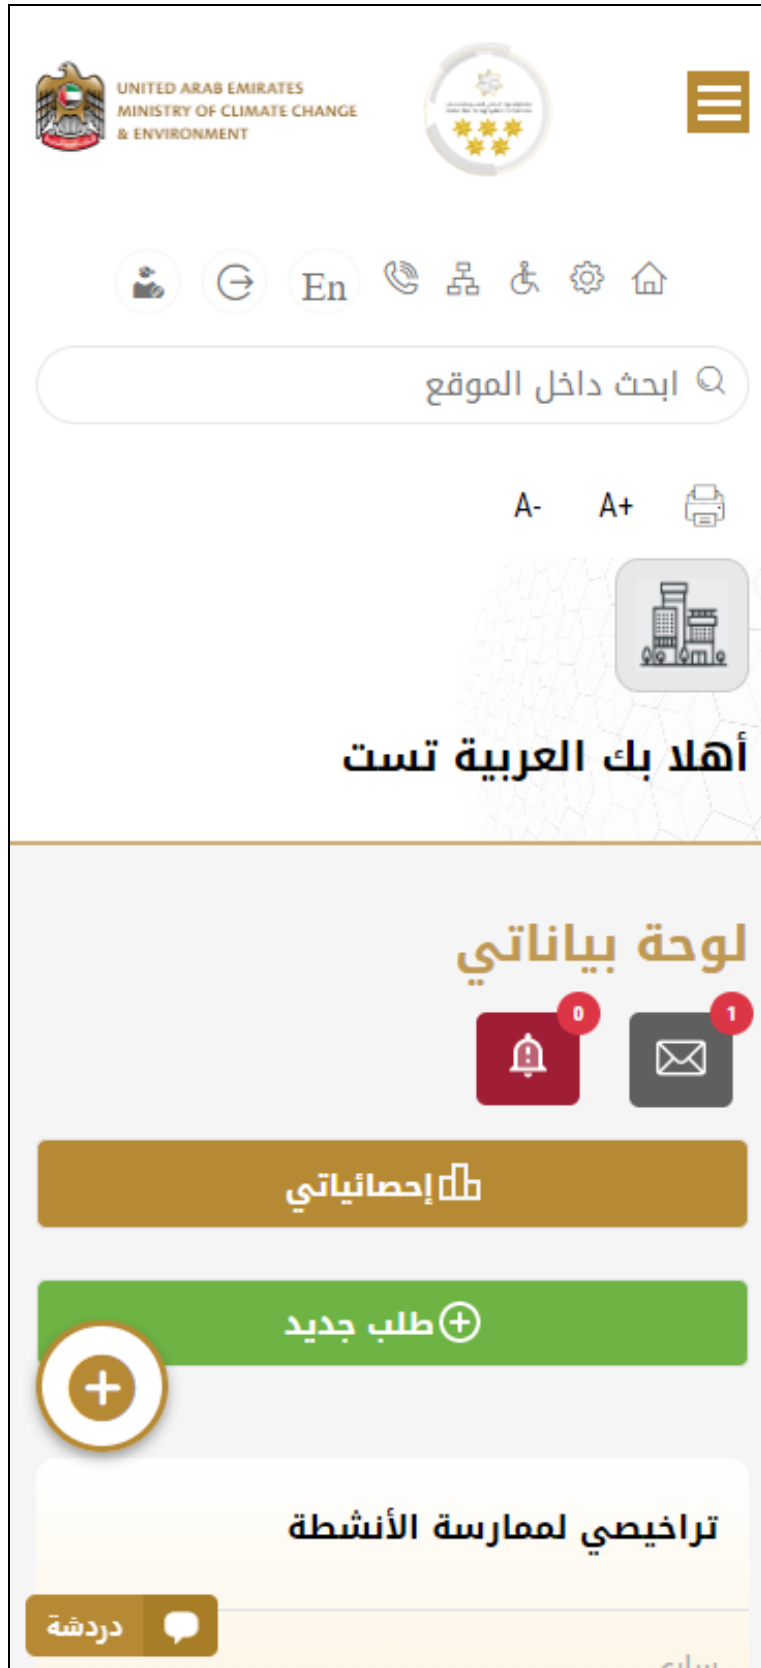 UNITED ARAB EMIRATES
MINISTRY OF CLIMATE CHANGE
& ENVIRONMENT
En
ابحث داخل الموقع
A+ A-
أهلا بك العربية تست
لوحة بياناتي
1 0
إحصائياتي
طلب جديد
تراخيصي لممارسة الأنشطة
دردشة